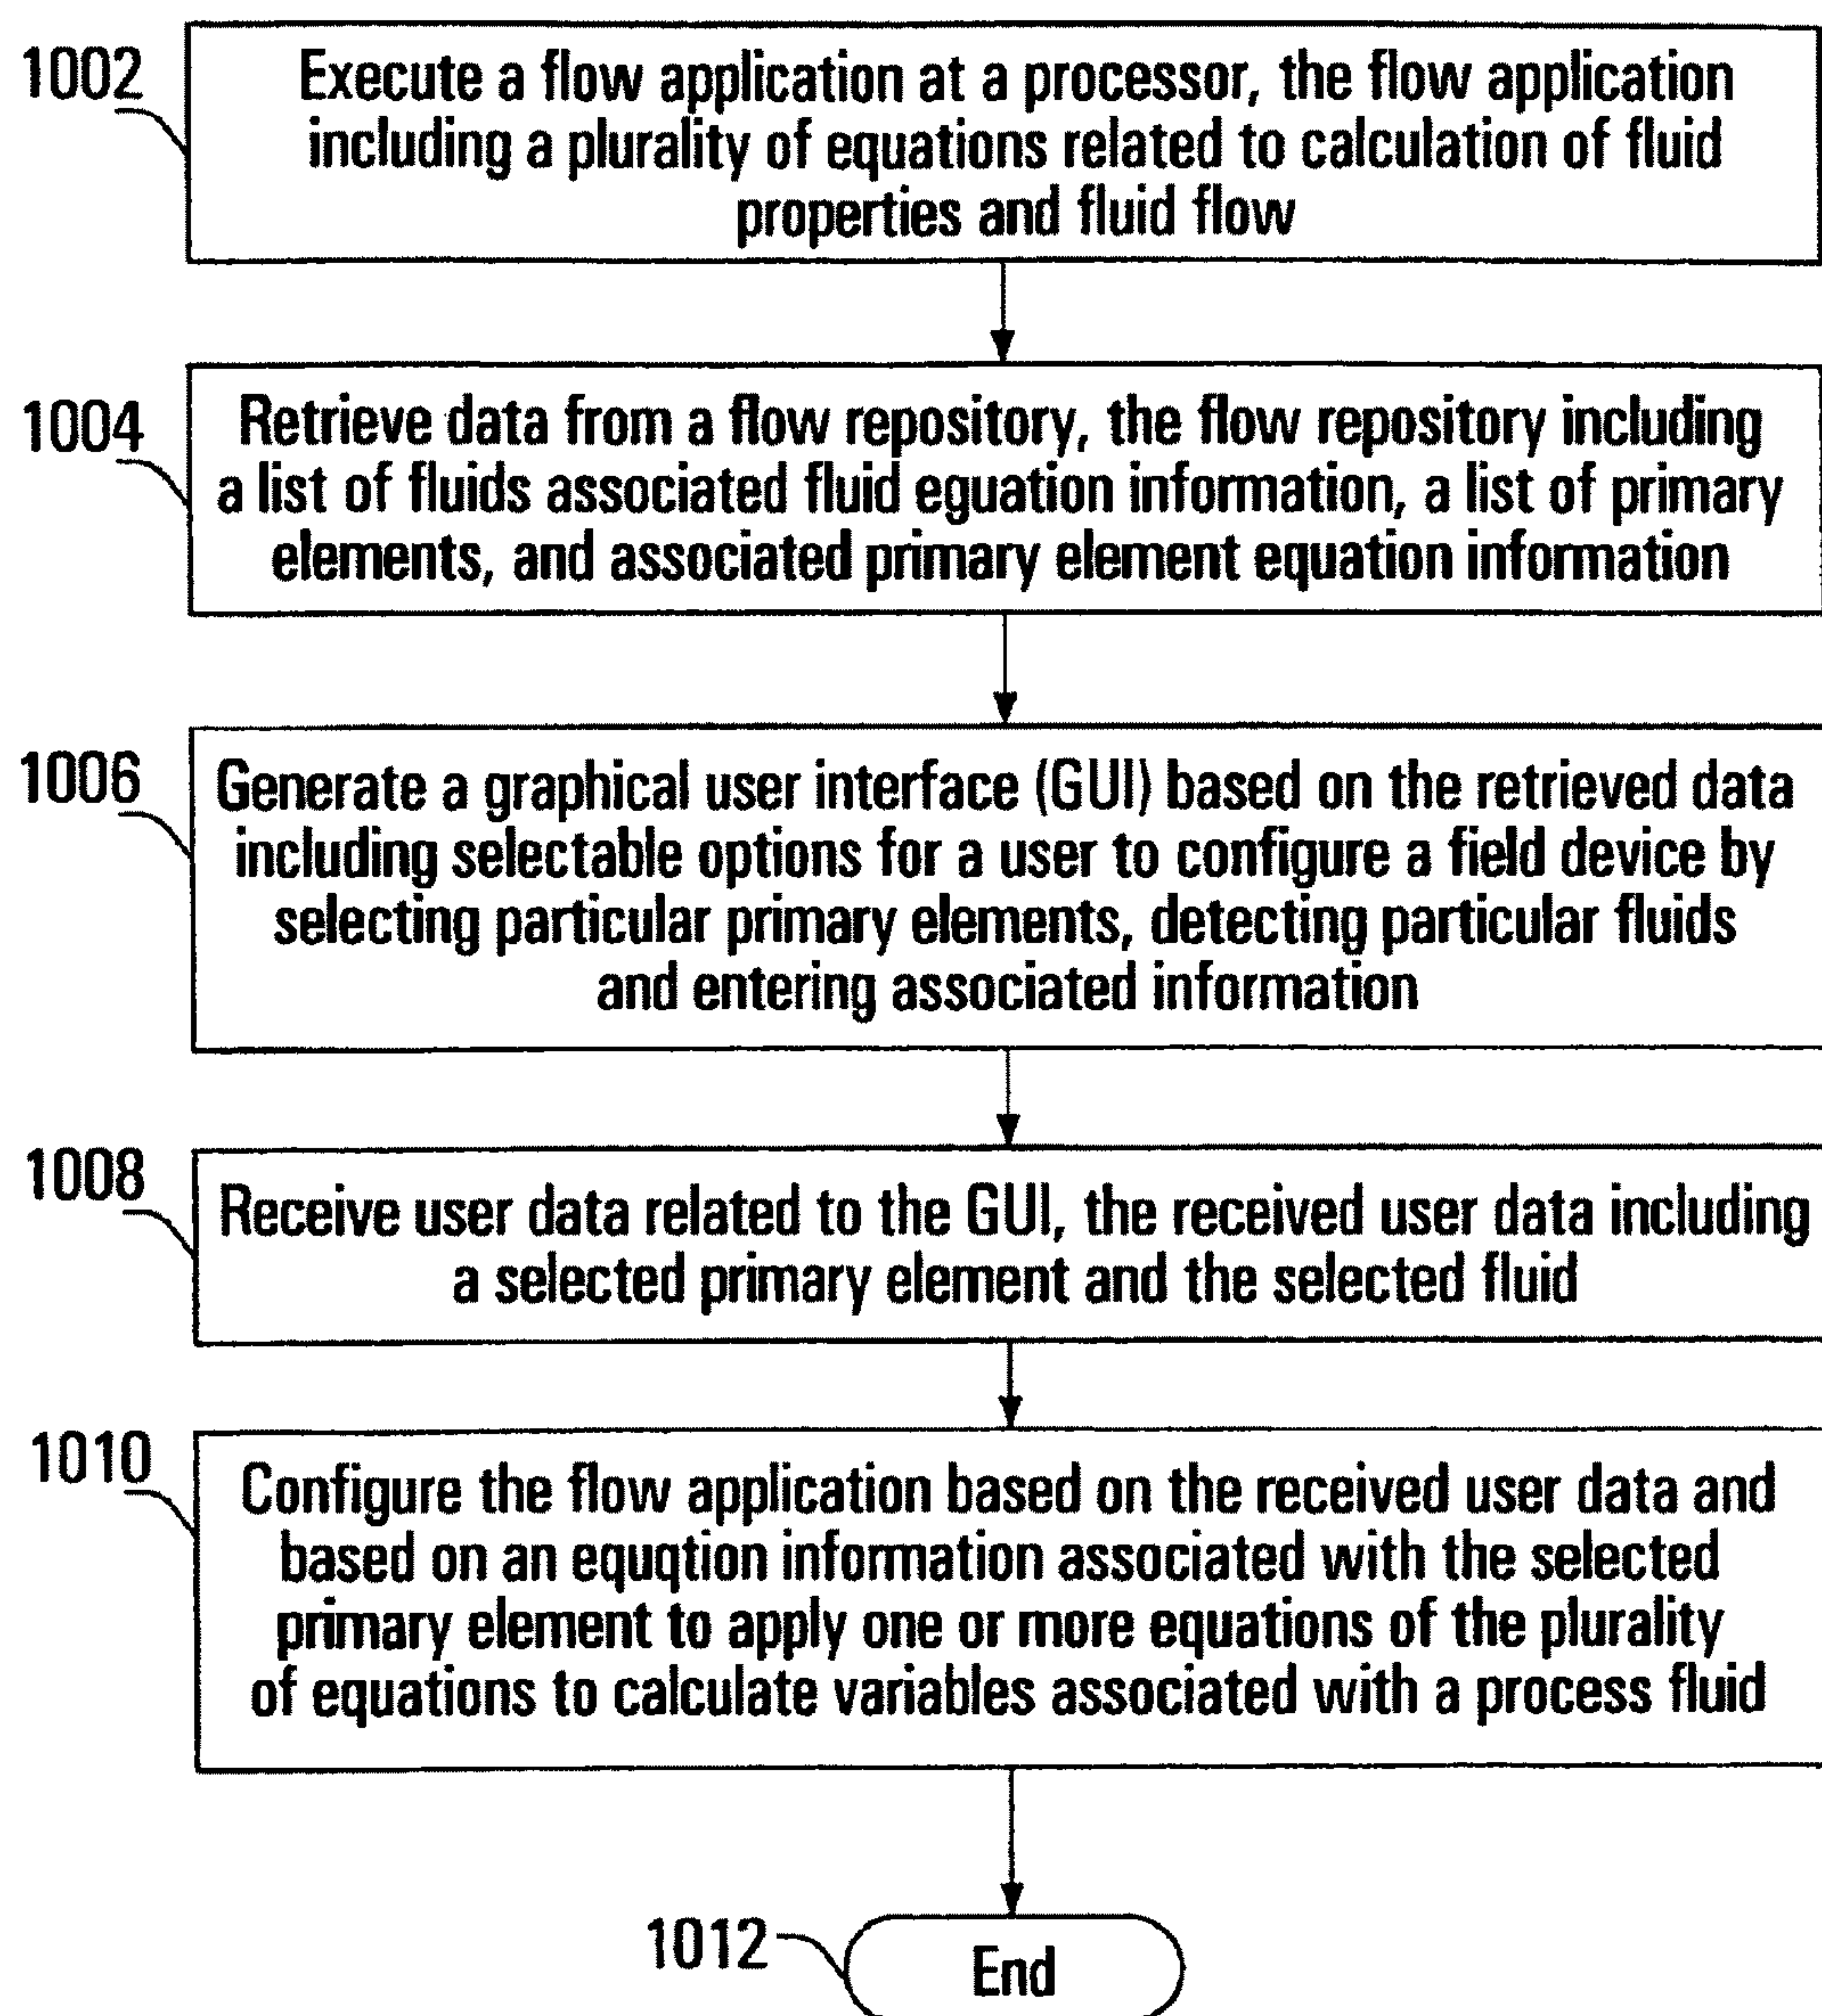 1002
Execute a flow application at a processor, the flow application
including a plurality of equations related to calculation of fluid
properties and fluid flow
1004
Retrieve data from a flow repository, the flow repository including
a list of fluids associated fluid eguation information, a list of primary
elements, and associated primary element equation information
1006
Generate a graphical user interface (GUI) based on the retrieved data
including selectable options for a user to configure a field device by
selecting particular primary elements, detecting particular fluids
and entering associated information
1008
Receive user data related to the GUI, the received user data including
a selected primary element and the selected fluid
1010
Configure the flow application based on the received user data and
based on an equqtion information associated with the selected
primary element to apply one or more equations of the plurality
of equations to calculate variables associated with a process fluid
1012
End